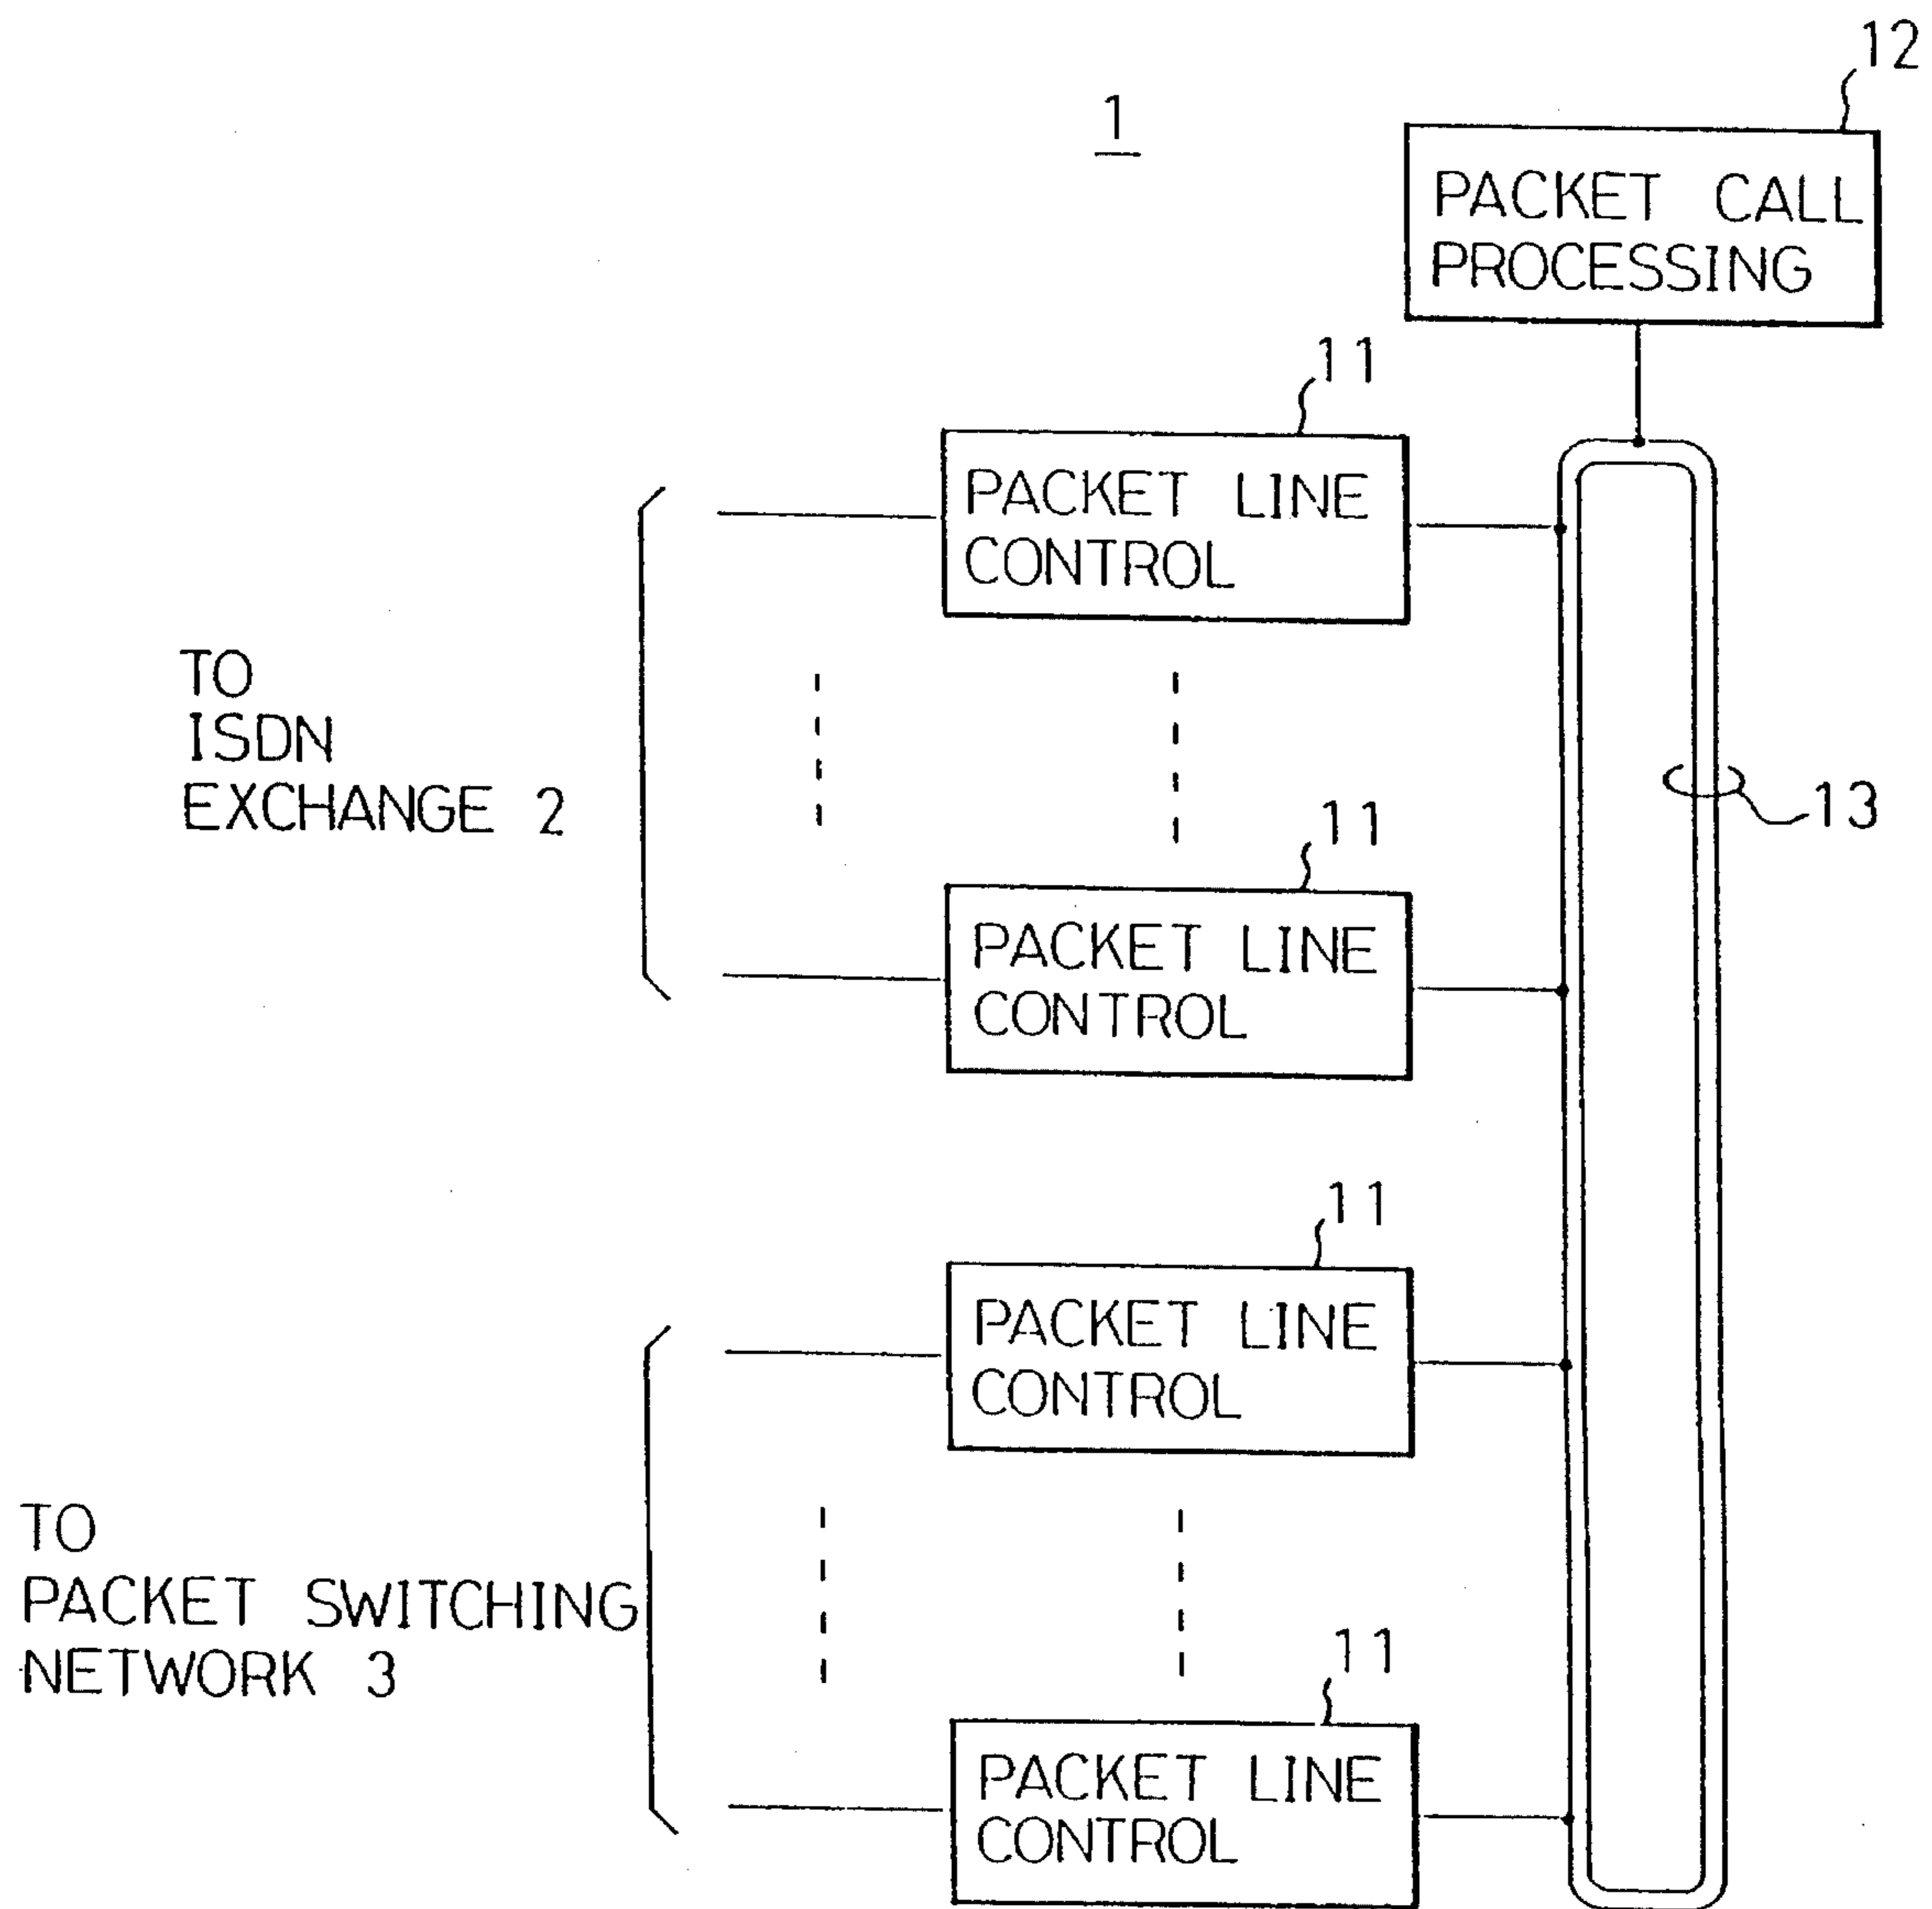 12
1
PACKET CALL
PROCESSING
11
PACKET LINE
CONTROL
TO
ISDN
EXCHANGE 2
13
11
PACKET LINE
CONTROL
11
PACKET LINE
CONTROL
TO
PACKET SWITCHING
NETWORK 3
11
PACKET LINE
CONTROL